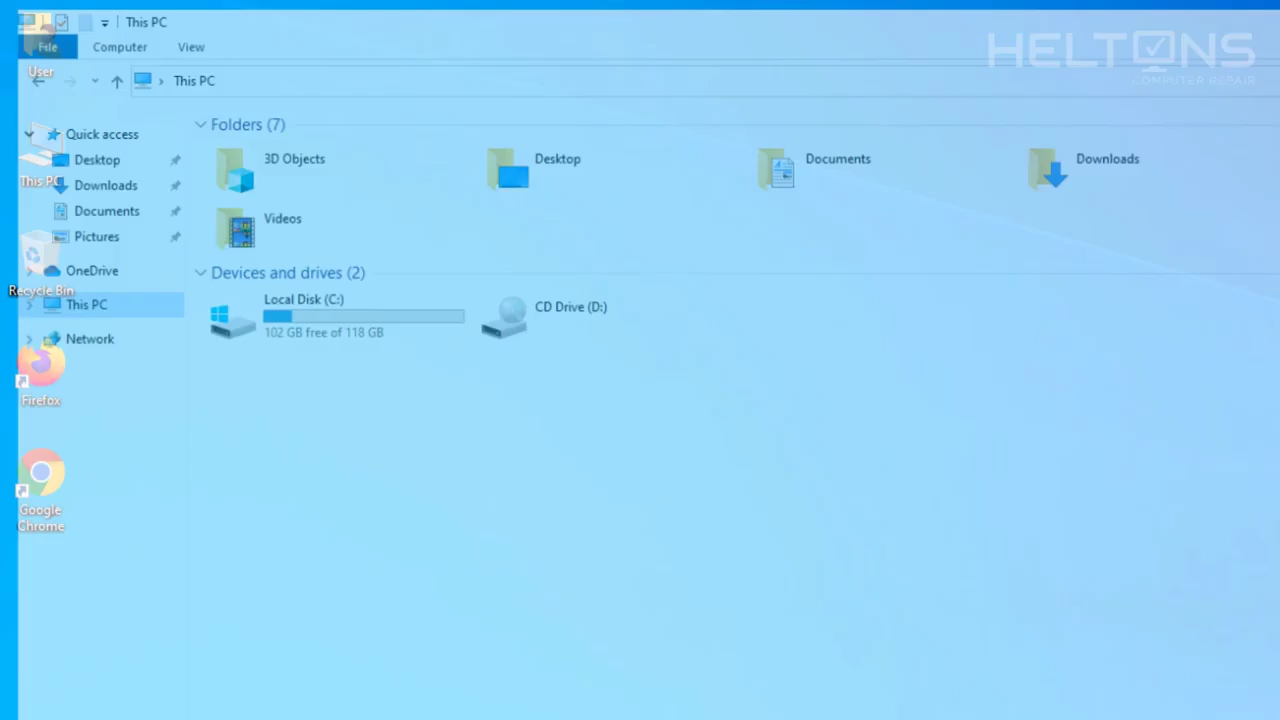 This PC
File
Computer
View
HELTONS
COMPUTER REPAIR
User
This PC
Quick access
Desktop
Downloads
Documents
Pictures
OneDrive
This PC
Network
This PC
Recycle Bin
Firefox
Google
Chrome
Folders (7)
3D Objects
Desktop
Documents
Downloads
Videos
Devices and drives (2)
Local Disk (C:)
102 GB free of 118 GB
CD Drive (D:)